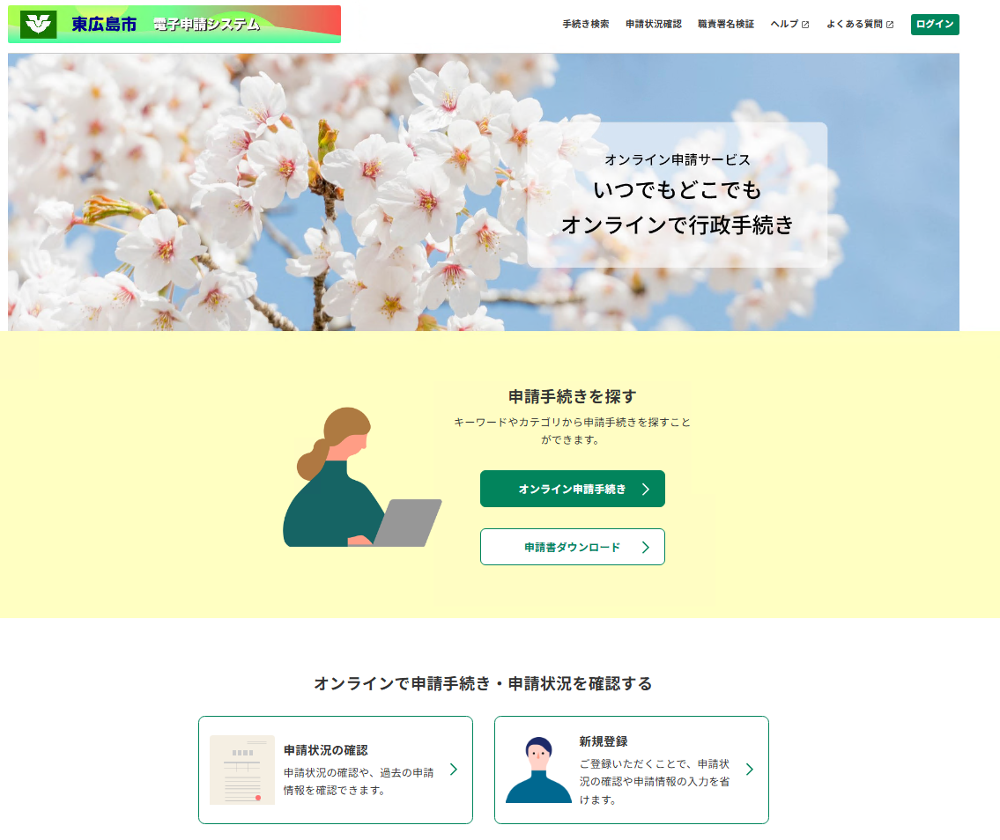 東広島市 電子申請システム
手続き検索 申請状況確認 職責署名検証 ヘルプ よくある質問 ログイン
オンライン申請サービス
いつでもどこでも
オンラインで行政手続き
申請手続きを探す
キーワードやカテゴリから申請手続きを探すこと
ができます。
オンライン申請手続き
申請書ダウンロード
オンラインで申請手続き・申請状況を確認する
申請状況の確認
申請状況の確認や、過去の申請
情報を確認できます。
新規登録
ご登録いただくことで、申請状
況の確認や申請情報の入力を省
けます。